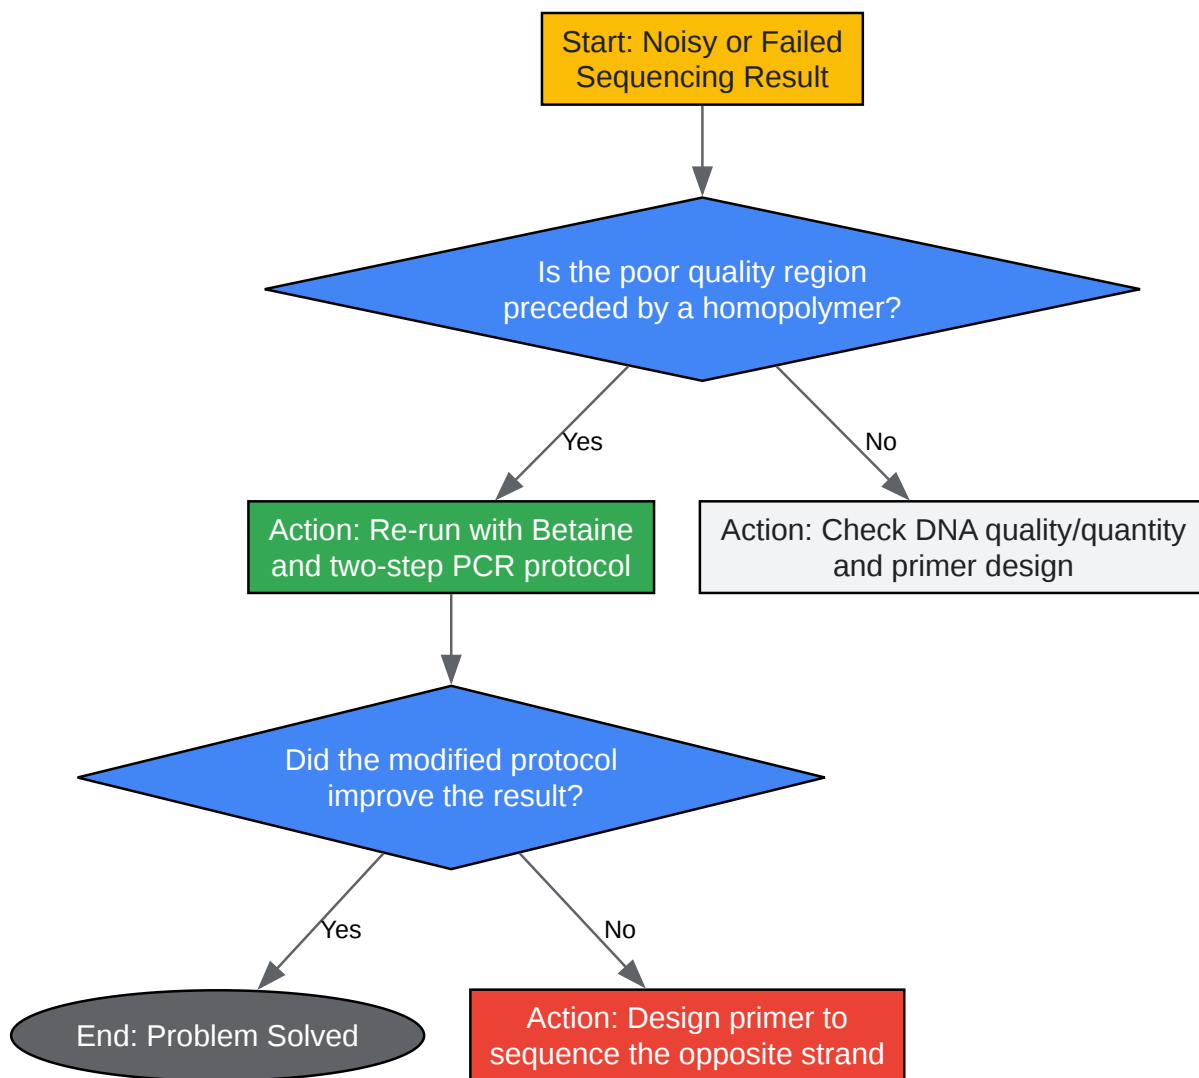 Start: Noisy or Failed
Sequencing Result
Is the poor quality region
preceded by a homopolymer?
Yes
No
Action: Re-run with Betaine
and two-step PCR protocol
Action: Check DNA quality/quantity
and primer design
Did the modified protocol
improve the result?
Yes
No
End: Problem Solved
Action: Design primer to
sequence the opposite strand